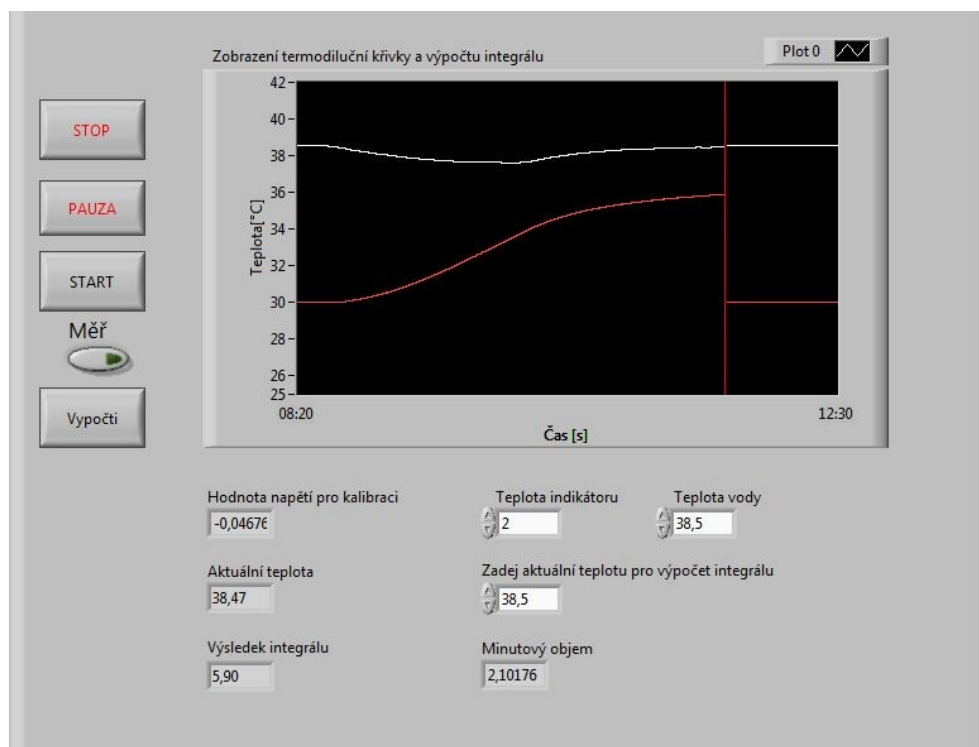 Zobrazení termodiluční křivky a výpočtu integrálu
Plot 0
STOP
PAUZA
START
Měř
Vypočti
Teplota[°C]
42
40
38
36
34
32
30
28
26
25
08:20
12:30
Čas [s]
Hodnota napětí pro kalibraci
-0,04676
Teplota indikátoru
2
Teplota vody
38,5
Aktuální teplota
38,47
Zadej aktuální teplotu pro výpočet integrálu
38,5
Výsledek integrálu
5,90
Minutový objem
2,10176